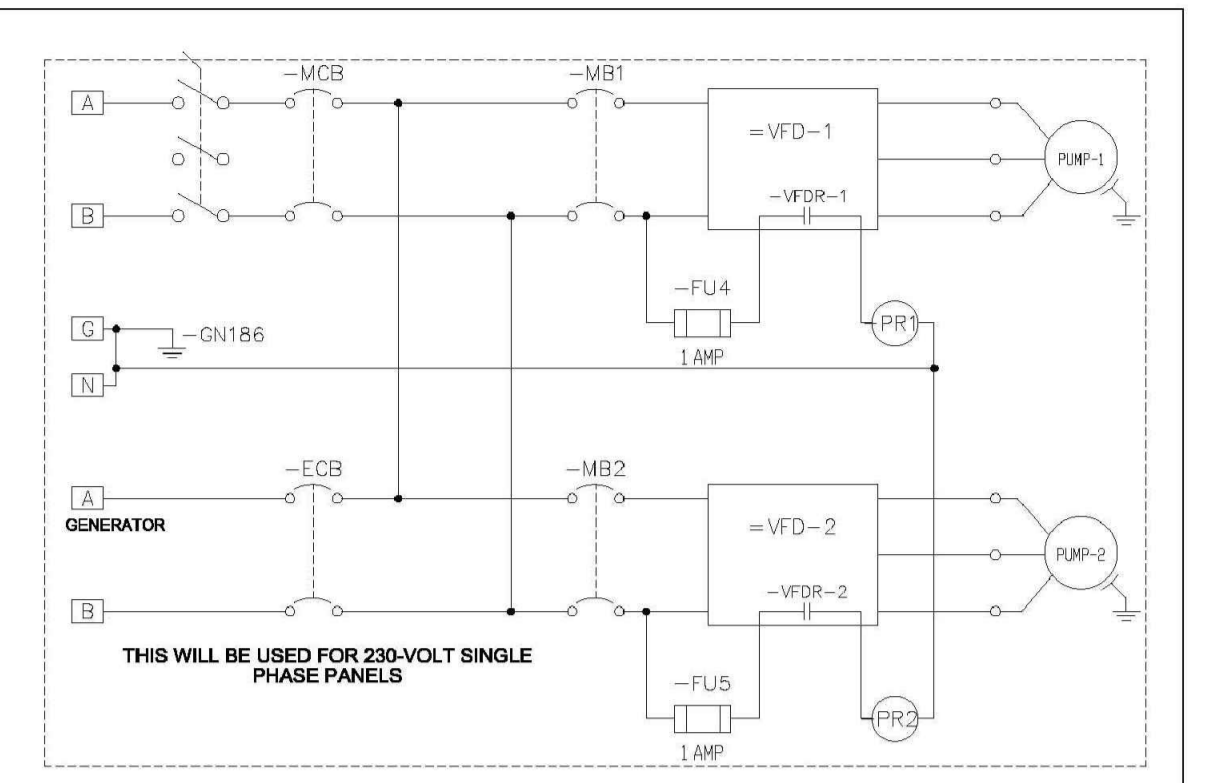 -MCB
-MB1
A
=VFD-1
PUMP-1
-VFDR-1
B
-FU4
G
-GN186
PR1
1 AMP
N
-ECB
-MB2
A
GENERATOR
=VFD-2
PUMP-2
-VFDR-2
B
THIS WILL BE USED FOR 230-VOLT SINGLE
PHASE PANELS
-FU5
PR2
1 AMP